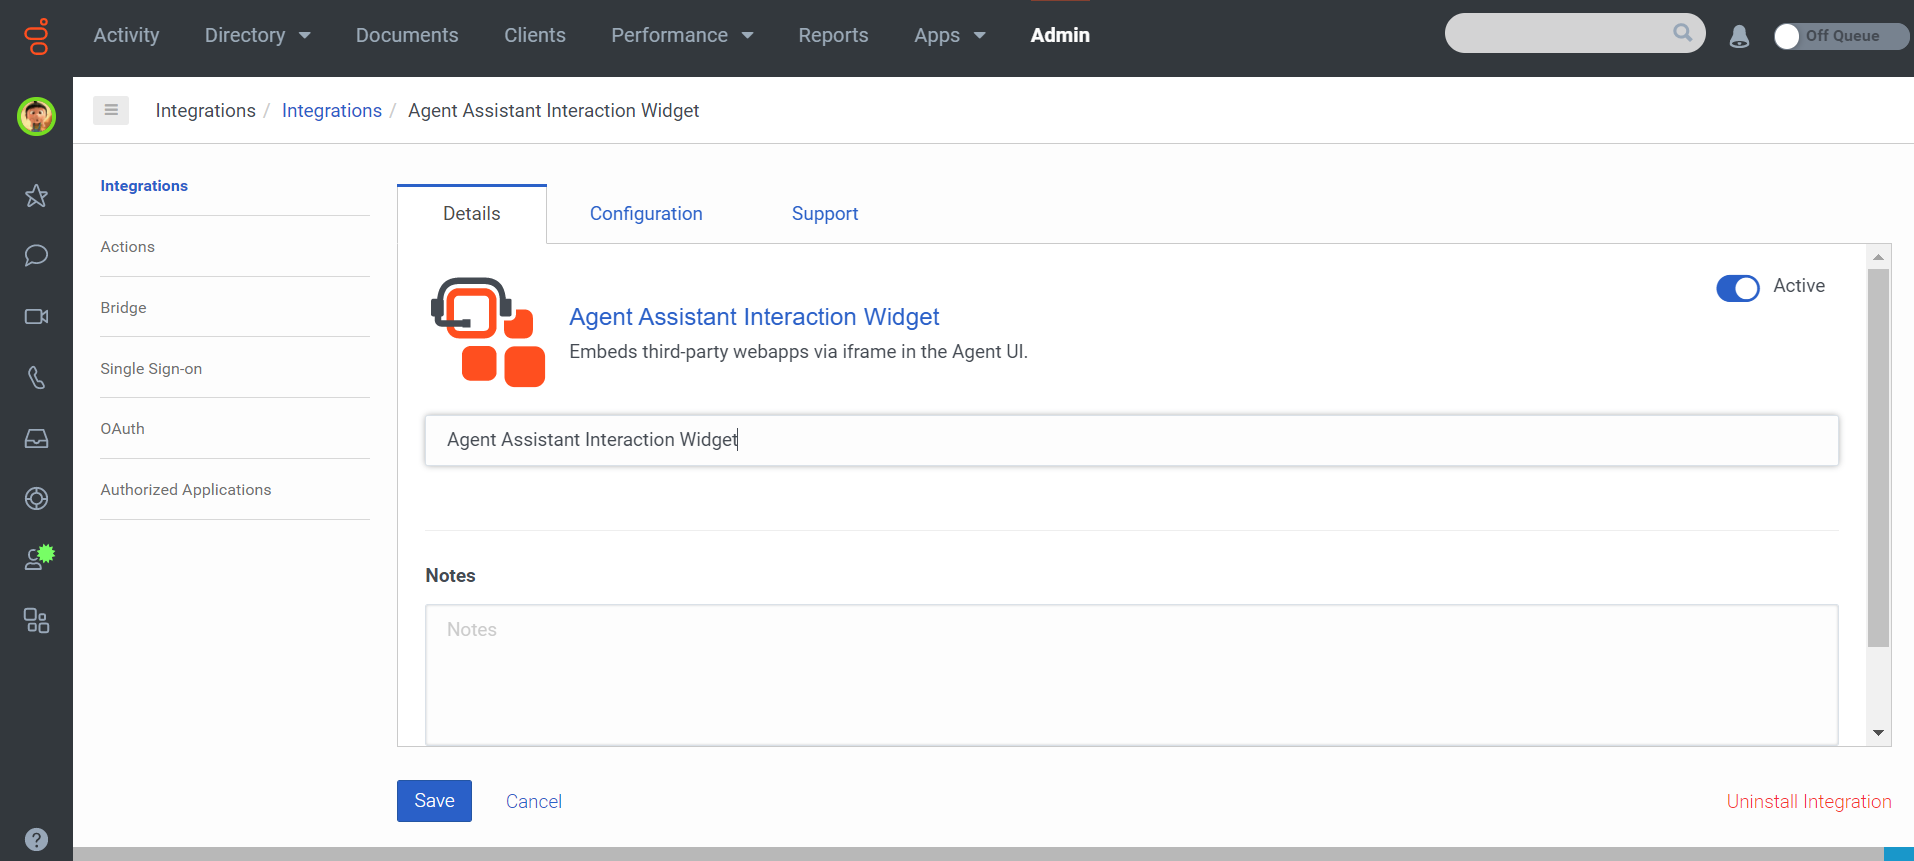 Activity Directory Documents Clients Performance Reports Apps Admin Off Queue
Integrations / Integrations / Agent Assistant Interaction Widget
Integrations
Actions
Bridge
Single Sign-on
OAuth
Authorized Applications
Details Configuration Support
Active
Agent Assistant Interaction Widget
Embeds third-party webapps via iframe in the Agent UI.
Agent Assistant Interaction Widget
Notes
Notes
Save Cancel Uninstall Integration
?